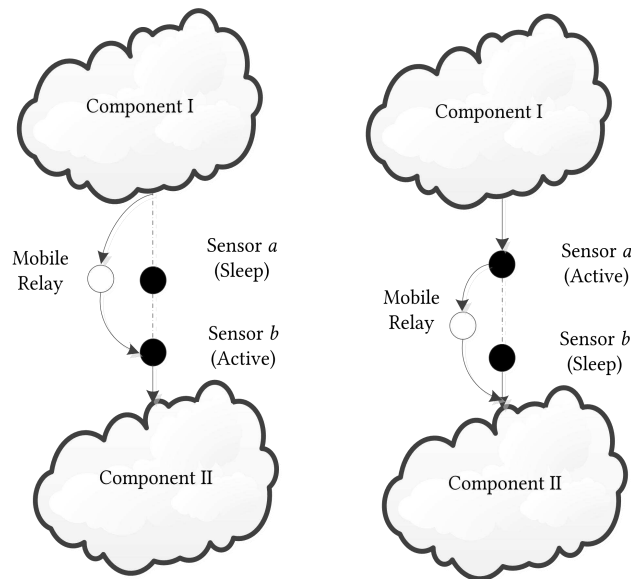 Component I
Sensor a
(Sleep)
Mobile
Relay
Sensor b
(Active)
Component II
Component I
Sensor a
(Active)
Mobile
Relay
Sensor b
(Sleep)
Component II